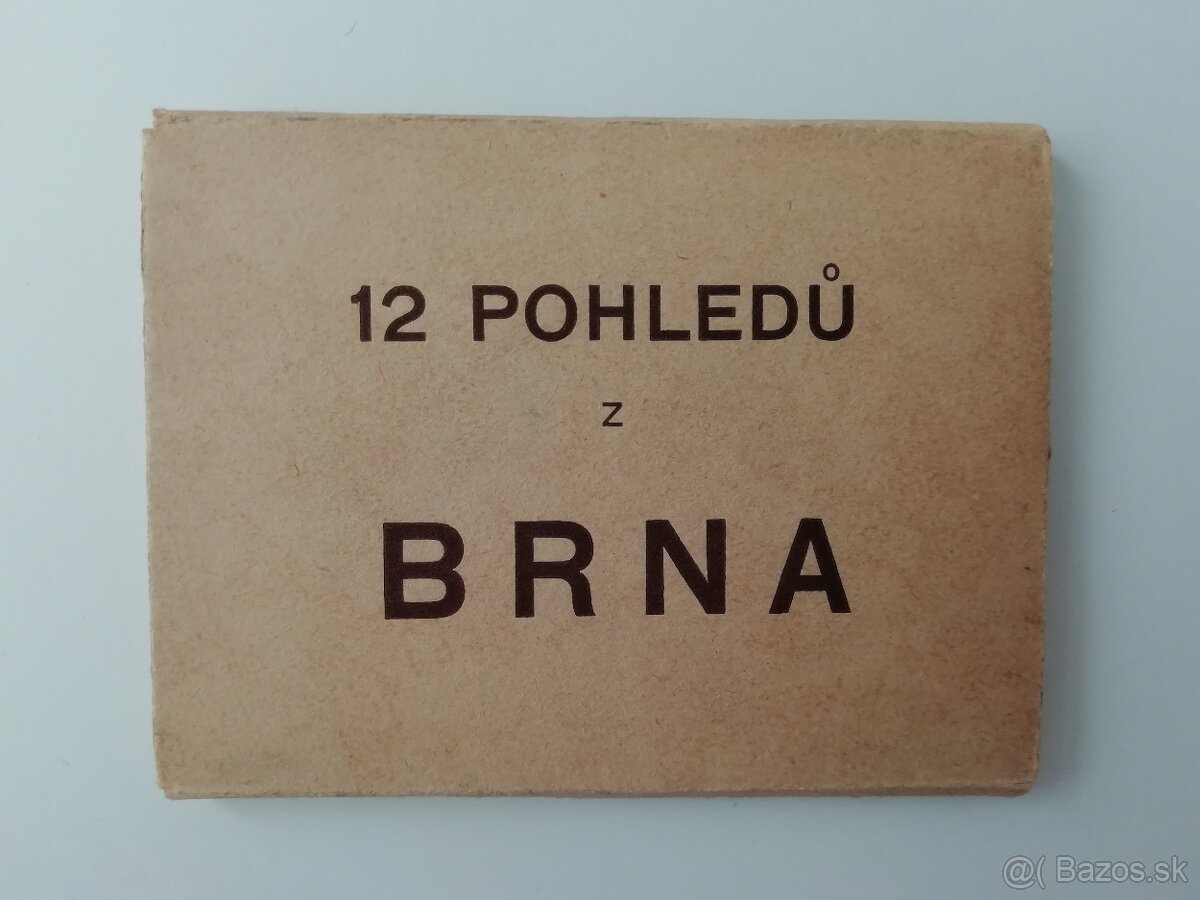 12 POHLEDŮ
z
BRNA
@( Bazos.sk